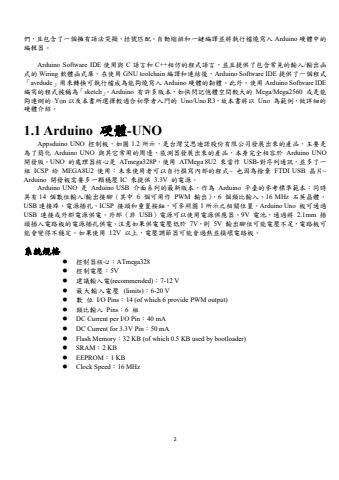 們，且包含了一個擁有語法突顯、括號匹配、自動縮排和一鍵編譯並將執行檔燒寫入 Arduino 硬體中的
編輯器。
Arduino Software IDE 使用與 C 語言和 C++相仿的程式語言，並且提供了包含常見的輸入/輸出函
式的 Wiring 軟體函式庫。在使用 GNU toolchain 編譯和連結後，Arduino Software IDE 提供了一個程式
「avrdude」用來轉換可執行檔成為能夠燒寫入 Arduino 硬體的韌體。此外，使用 Arduino Software IDE
編寫的程式被稱為「sketch」。Arduino 有許多版本，如供間記憶體空間較大的 Mega/Mega2560 或是能
夠連網的 Yun 以及本書所選擇較適合初學者入門的 Uno/Uno R3，版本書將以 Uno 為範例，做詳細的
硬體介紹。
1.1 Arduino 硬體-UNO
Appsduino UNO 控制板，如圖 1.2 所示，是台灣艾思迪諾股份有限公司發展出來的產品，主要是
為了簡化 Arduino UNO 與其它常用的周邊、感測器發展出來的產品，本身完全相容於 Arduino UNO
開發版，UNO 的處理器核心是 ATmega328P，使用 ATMega 8U2 來當作 USB-對序列通訊，並多了一
組 ICSP 給 MEGA8U2 使用：未來使用者可以自行撰寫內部的程式~ 也因為捨棄 FTDI USB 晶片~
Arduino 開發板需要多一顆穩壓 IC 來提供 3.3V 的電源。
Arduino UNO 是 Arduino USB 介面系列的最新版本，作為 Arduino 平臺的參考標準範本：同時
具有 14 個數位輸入/輸出接腳（其中 6 個可用作 PWM 輸出），6 個類比輸入、16 MHz 石英晶體、
USB 連接埠、電源插孔、ICSP 接頭和重置按鈕，可參照圖 1 所示之相關位置。Arduino Uno 板可通過
USB 連接或外部電源供電。外部（非 USB）電源可以使用電源供應器、9V 電池，通過將 2.1mm 插
頭插入電路板的電源插孔供電。注意如果供電電壓低於 7V，則 5V 輸出腳位可能電壓不足，電路板可
能會變得不穩定。如果使用 12V 以上，電壓調節器可能會過熱並損壞電路板。
系統規格
● 控制器核心：ATmega328
● 控制電壓：5V
● 建議輸入電(recommended)：7-12 V
● 最大輸入電壓 (limits)：6-20 V
● 數 位 I/O Pins：14 (of which 6 provide PWM output)
● 類比輸入 Pins：6 組
● DC Current per I/O Pin：40 mA
● DC Current for 3.3V Pin：50 mA
● Flash Memory：32 KB (of which 0.5 KB used by bootloader)
● SRAM：2 KB
● EEPROM：1 KB
● Clock Speed：16 MHz
2